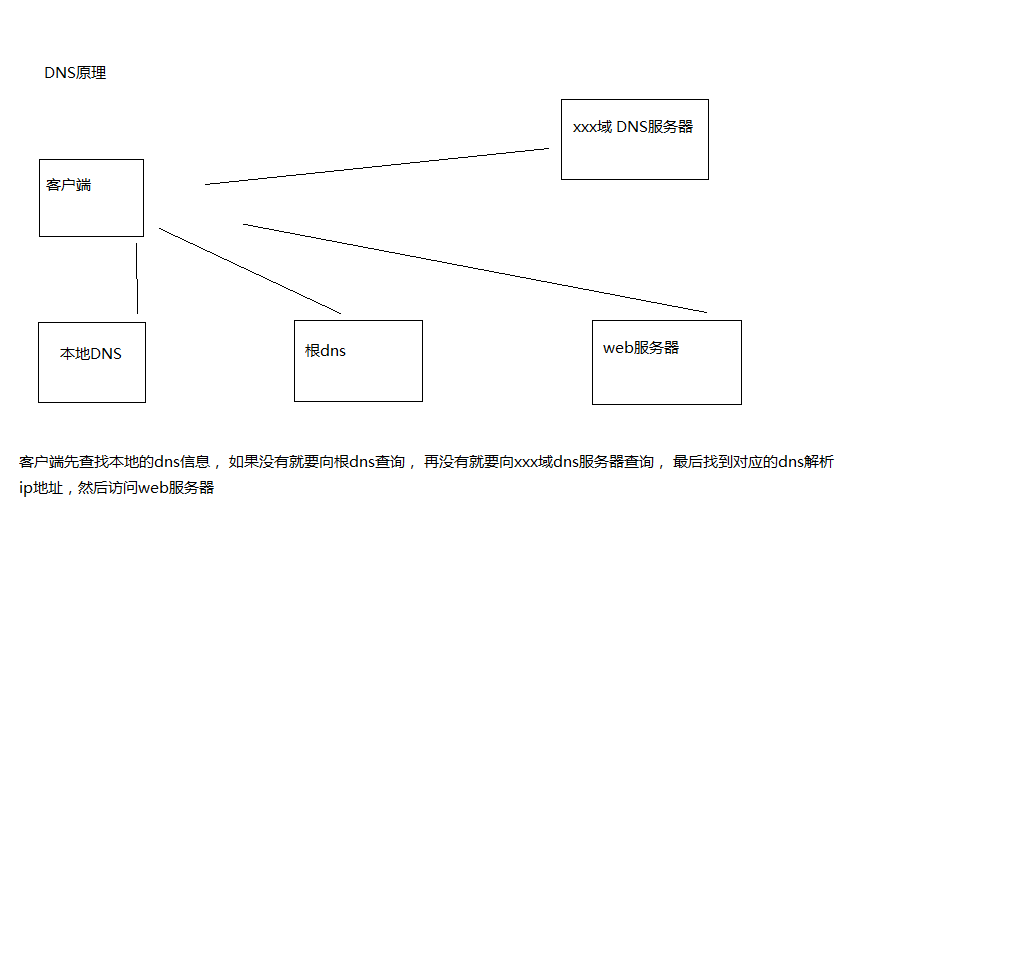 DNS原理
xxx域 DNS服务器
客户端
本地DNS
根dns
web服务器
客户端先查找本地的dns信息，如果没有就要向根dns查询，再没有就要向xxx域dns服务器查询，最后找到对应的dns解析
ip地址，然后访问web服务器